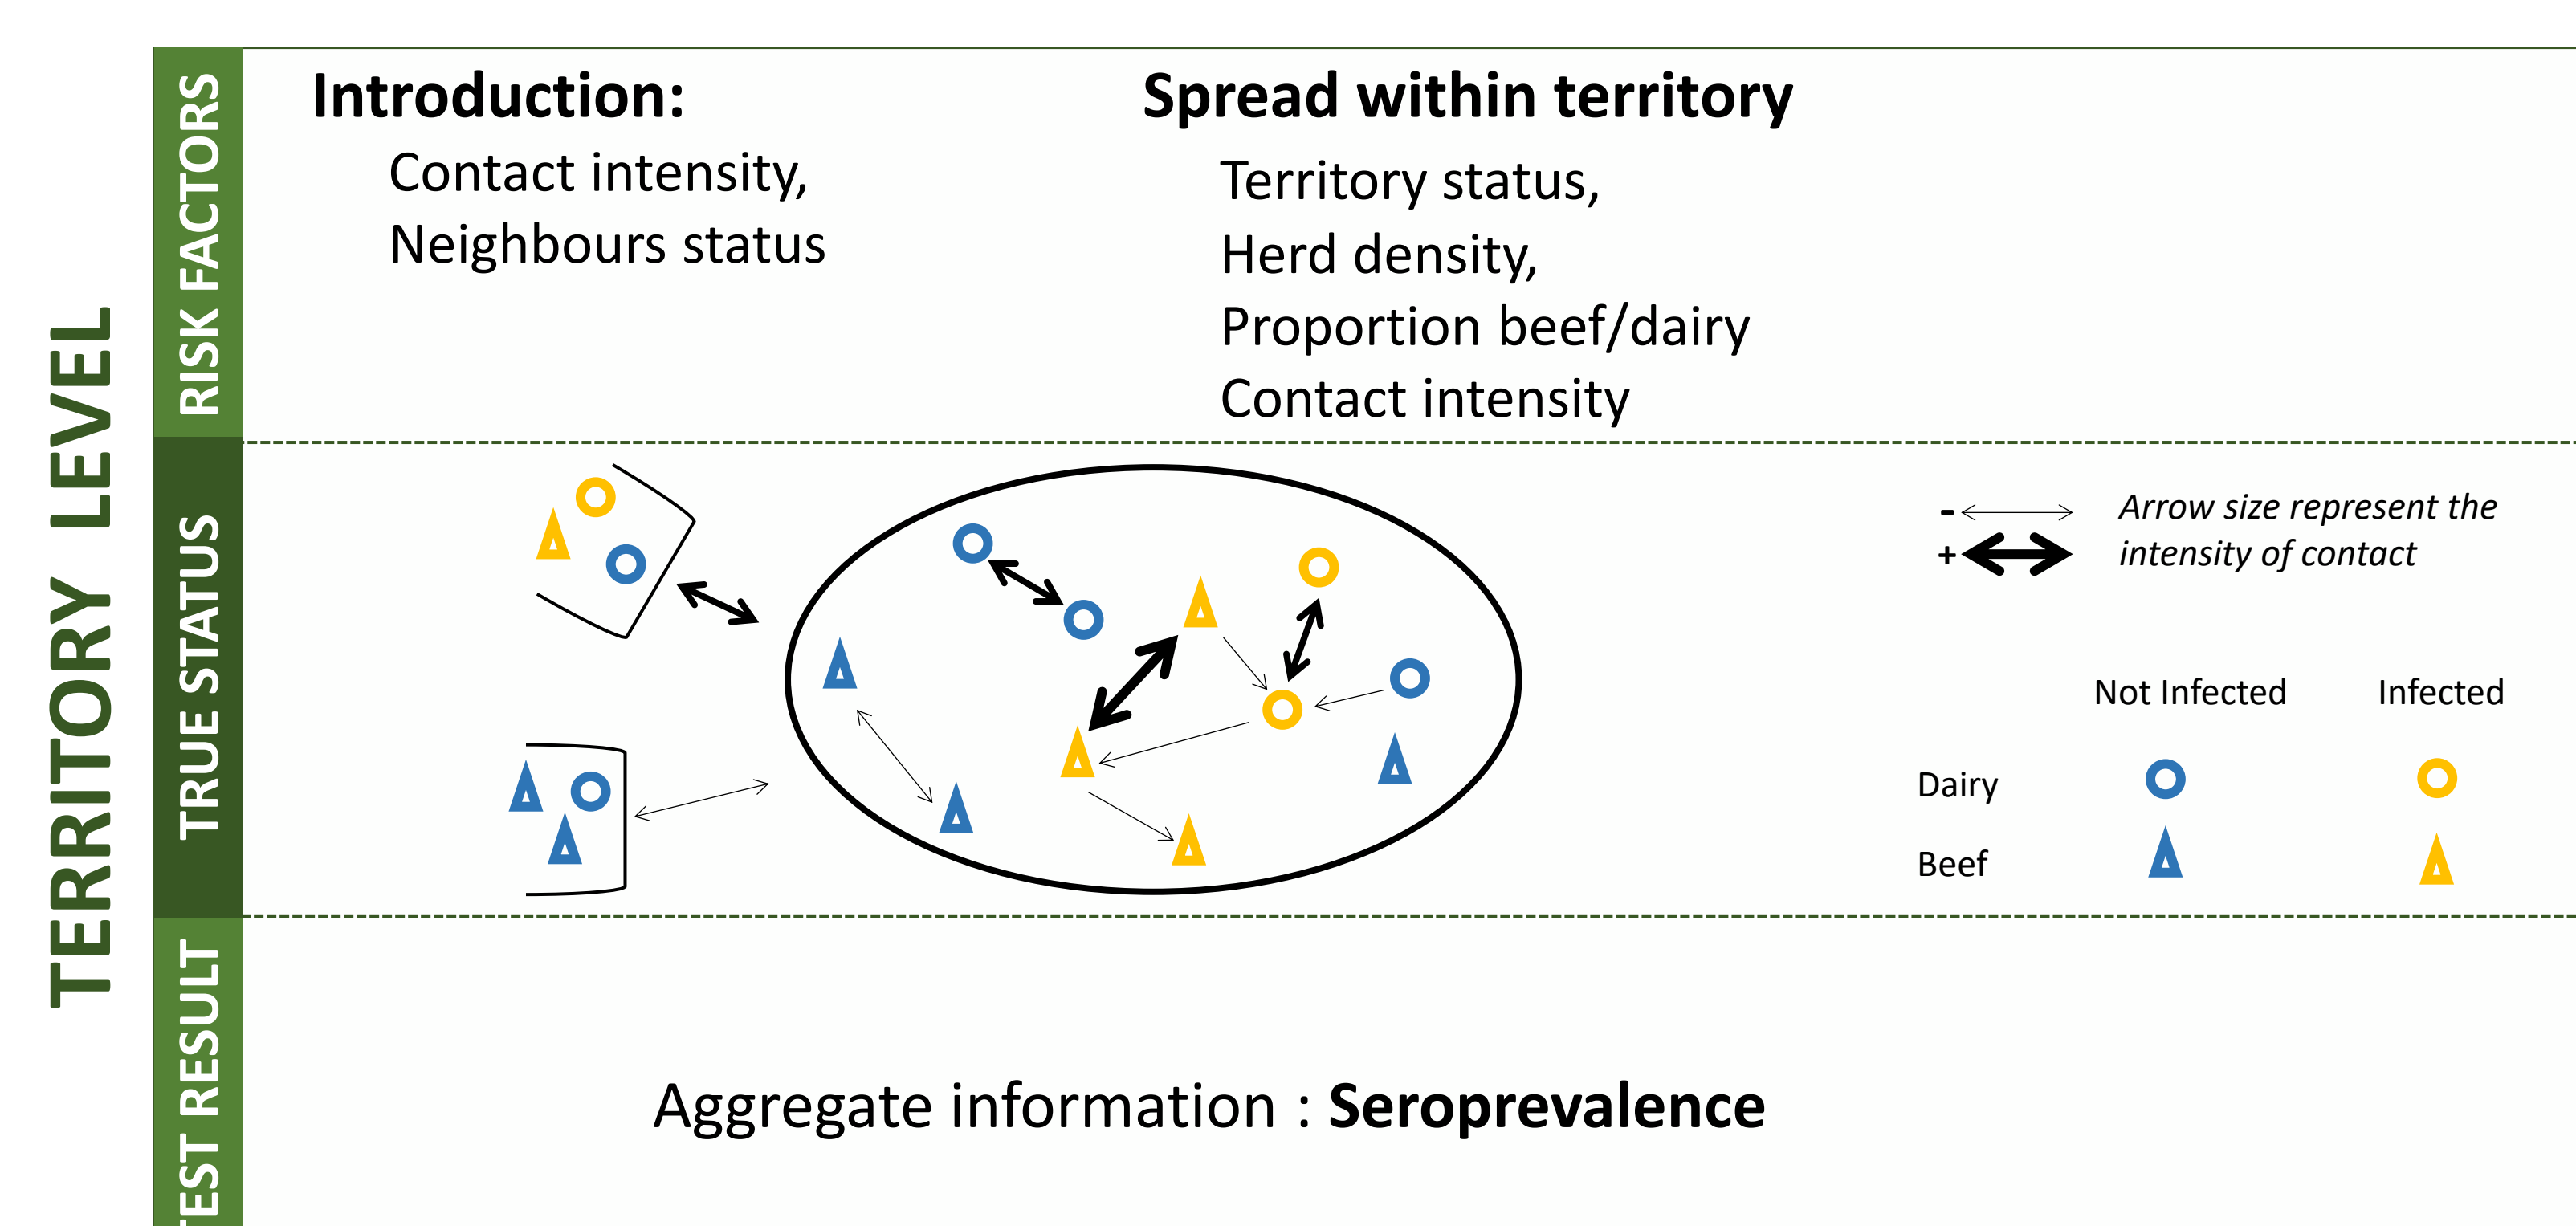 TERRITORY LEVEL
RISK FACTORS
Introduction:
Contact intensity,
Neighbours status
Spread within territory
Territory status,
Herd density,
Proportion beef/dairy
Contact intensity
TRUE STATUS
- Arrow size represent the
+ intensity of contact
Not Infected Infected
Dairy
Beef
TEST RESULT
Aggregate information : Seroprevalence